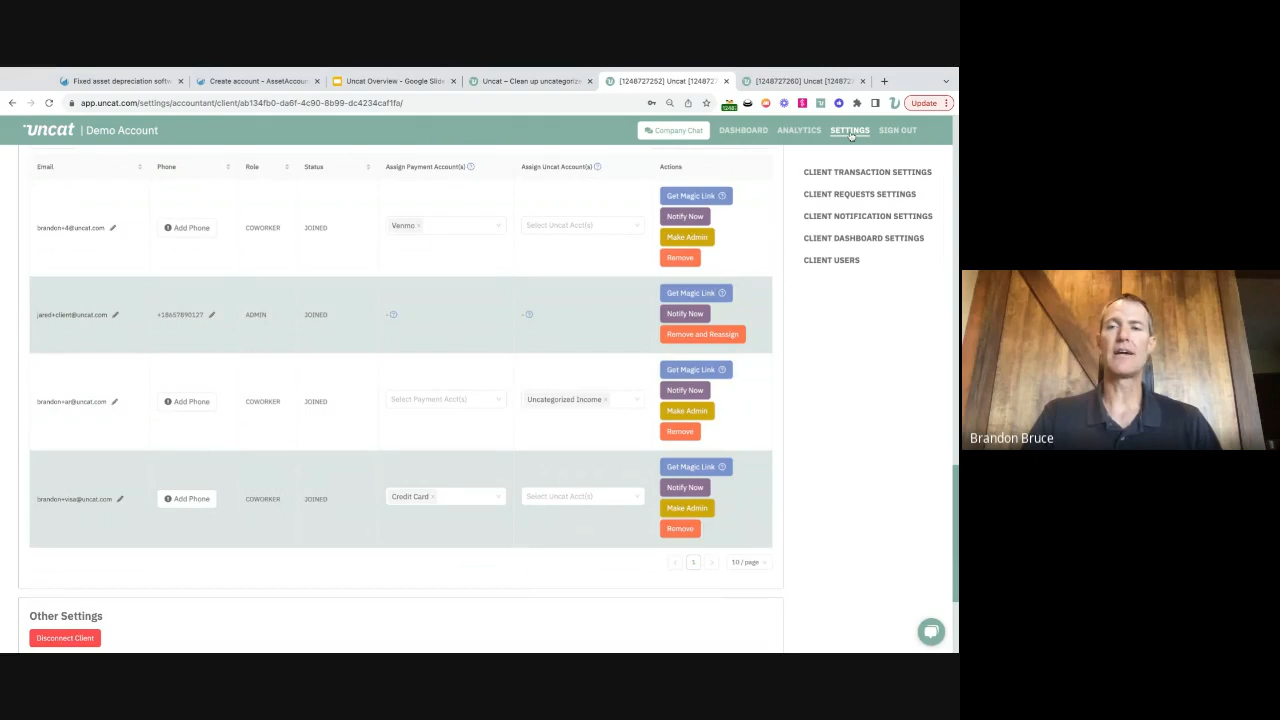 Fixed asset depreciation softw
Create account - AssetAccoun
Uncat Overview - Google Slide
Uncat – Clean up uncategoriz
[1248727252] Uncat [124872
[1248727260] Uncat [12487
app.uncat.com/settings/accountant/client/ab134fb0-da6f-4c90-8b99-dc4234caf1fa/
Update
uncat | Demo Account
Company Chat
DASHBOARD
ANALYTICS
SETTINGS
SIGN OUT
Email
Phone
Role
Status
Assign Payment Account(s)
Assign Uncat Account(s)
Actions
brandon+4@uncat.com
Add Phone
COWORKER
JOINED
Venmo
Select Uncat Acct(s)
Get Magic Link
Notify Now
Make Admin
Remove
jared+client@uncat.com
+18657890127
ADMIN
JOINED
-
-
Get Magic Link
Notify Now
Remove and Reassign
brandon+ar@uncat.com
Add Phone
COWORKER
JOINED
Select Payment Acct(s)
Uncategorized Income
Get Magic Link
Notify Now
Make Admin
Remove
brandon+visa@uncat.com
Add Phone
COWORKER
JOINED
Credit Card
Select Uncat Acct(s)
Get Magic Link
Notify Now
Make Admin
Remove
1
10 / page
Other Settings
Disconnect Client
CLIENT TRANSACTION SETTINGS
CLIENT REQUESTS SETTINGS
CLIENT NOTIFICATION SETTINGS
CLIENT DASHBOARD SETTINGS
CLIENT USERS
Brandon Bruce